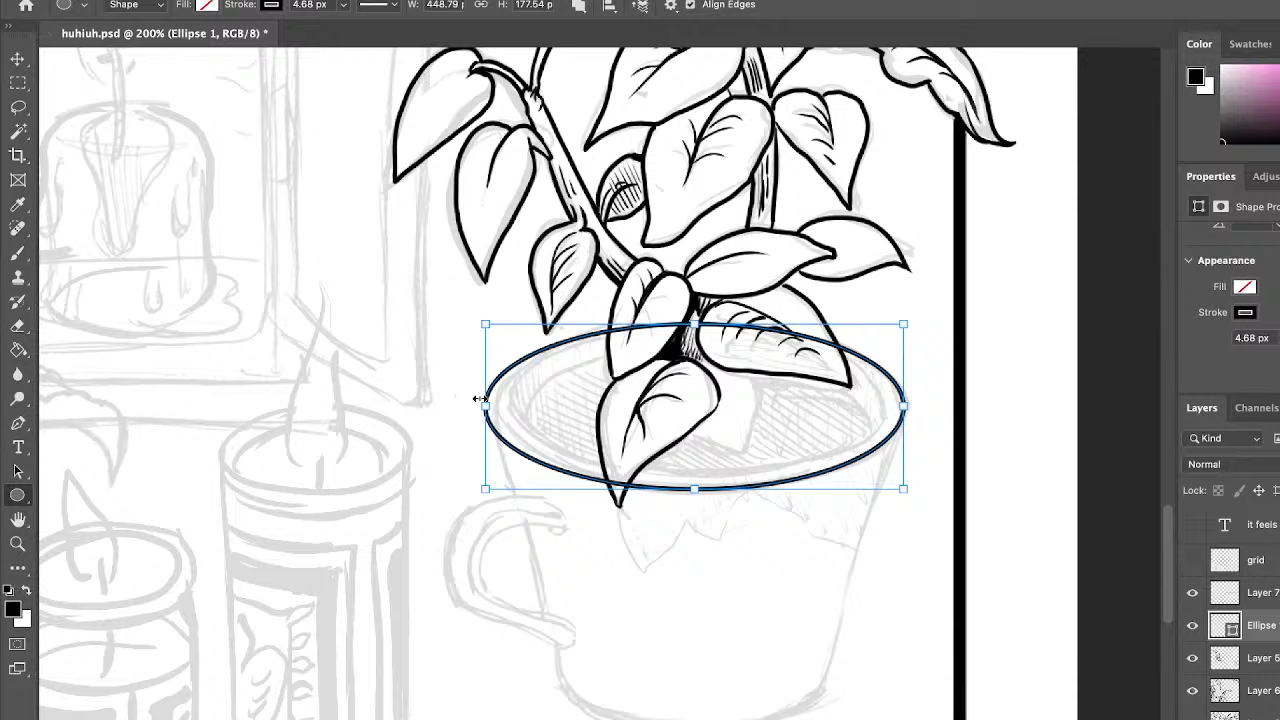 Shape
Fill:
Stroke:
4.68 px
W: 448.79 p
H: 177.54 p
Align Edges
huhiuh.psd @ 200% (Ellipse 1, RGB/8) *
Color
Swatches
Properties
Adjus
Shape Pro
Appearance
Fill
Stroke
4.68 px
Layers
Channels
Kind
Normal
Lock:
it feels
grid
Layer 7
Ellipse
Layer 5
Layer 6